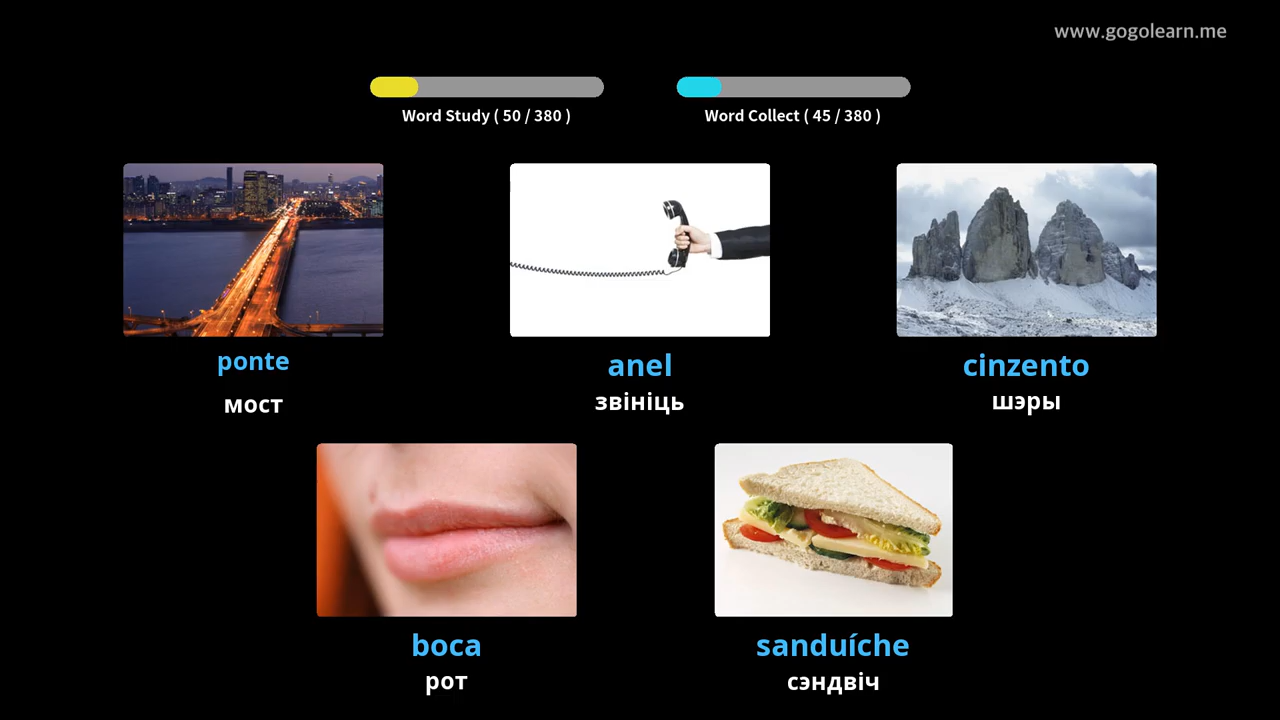 www.gogolearn.me
Word Study ( 50 / 380 )
Word Collect ( 45 / 380 )
ponte
мост
anel
звініць
cinzento
шэры
boca
рот
sanduíche
сэндвіч